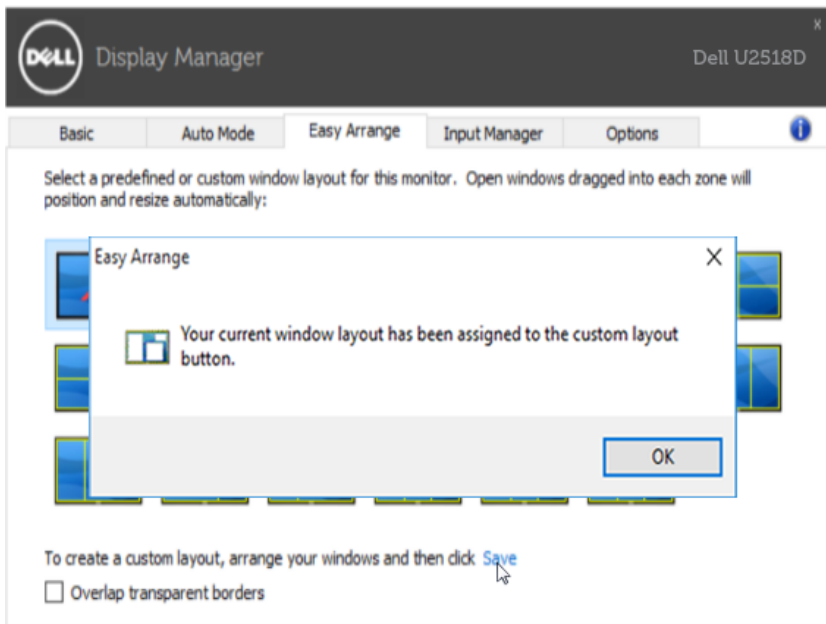 x
DELL
Display Manager
Dell U2518D
Basic
Auto Mode
Easy Arrange
Input Manager
Options
i
Select a predefined or custom window layout for this monitor. Open windows dragged into each zone will
position and resize automatically:
Easy Arrange
Your current window layout has been assigned to the custom layout
button.
OK
To create a custom layout, arrange your windows and then click Save
Overlap transparent borders